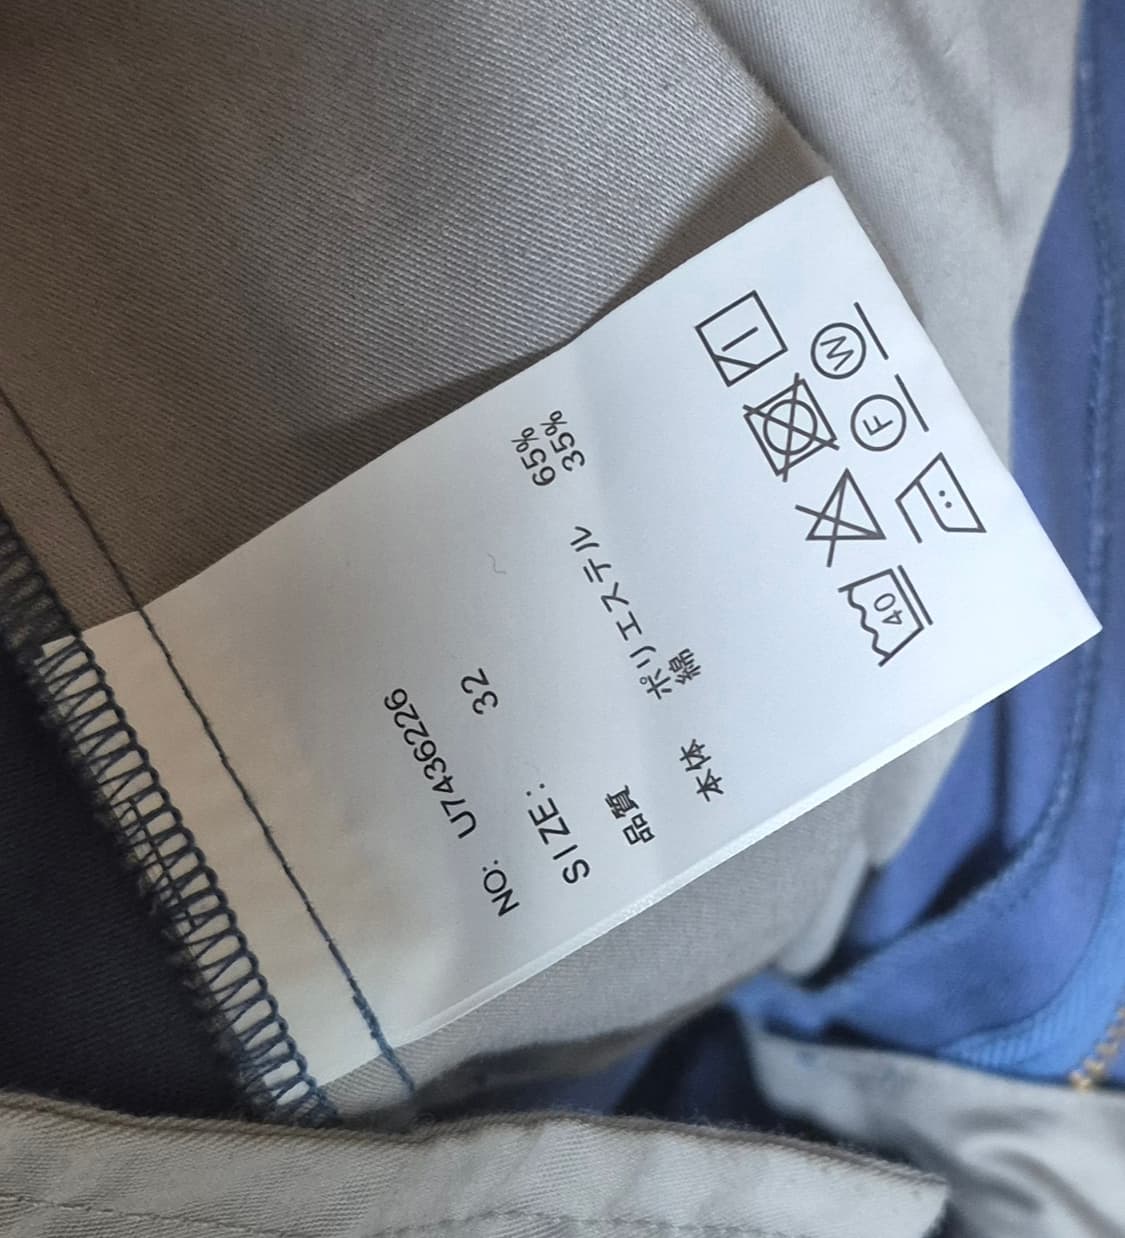 NO: U7436226
SIZE: 32
品質 ポリエステル 65%
本体 綿 35%
40
F W